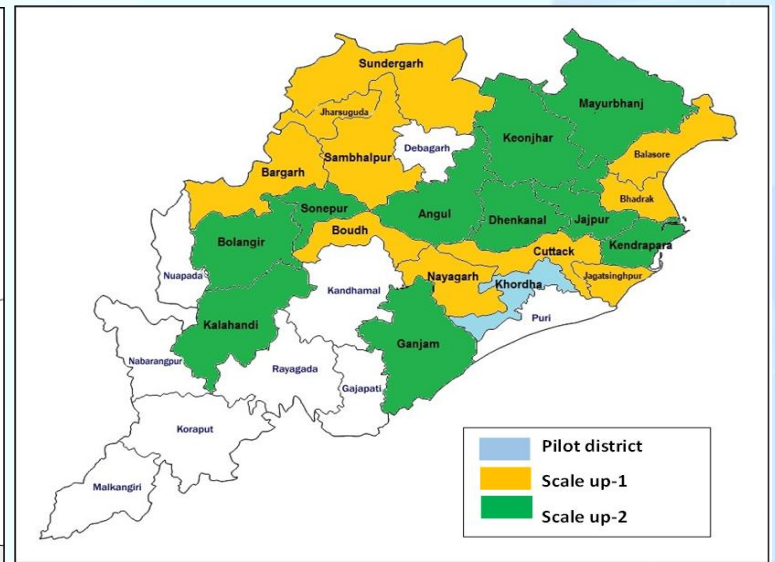 Sundergarh
Mayurbhanj
Jharsuguda
Keonjhar
Debagarh
Sambhalpur
Balasore
Bargarh
Bhadrak
Sonepur
Angul
Dhenkanal
Jajpur
Boudh
Bolangir
Kendrapara
Cuttack
Nuapada
Nayagarh
Jagatsinghpur
Kandhamal
Khordha
Puri
Kalahandi
Ganjam
Nabarangpur
Rayagada
Gajapati
Koraput
Malkangiri
Pilot district
Scale up-1
Scale up-2